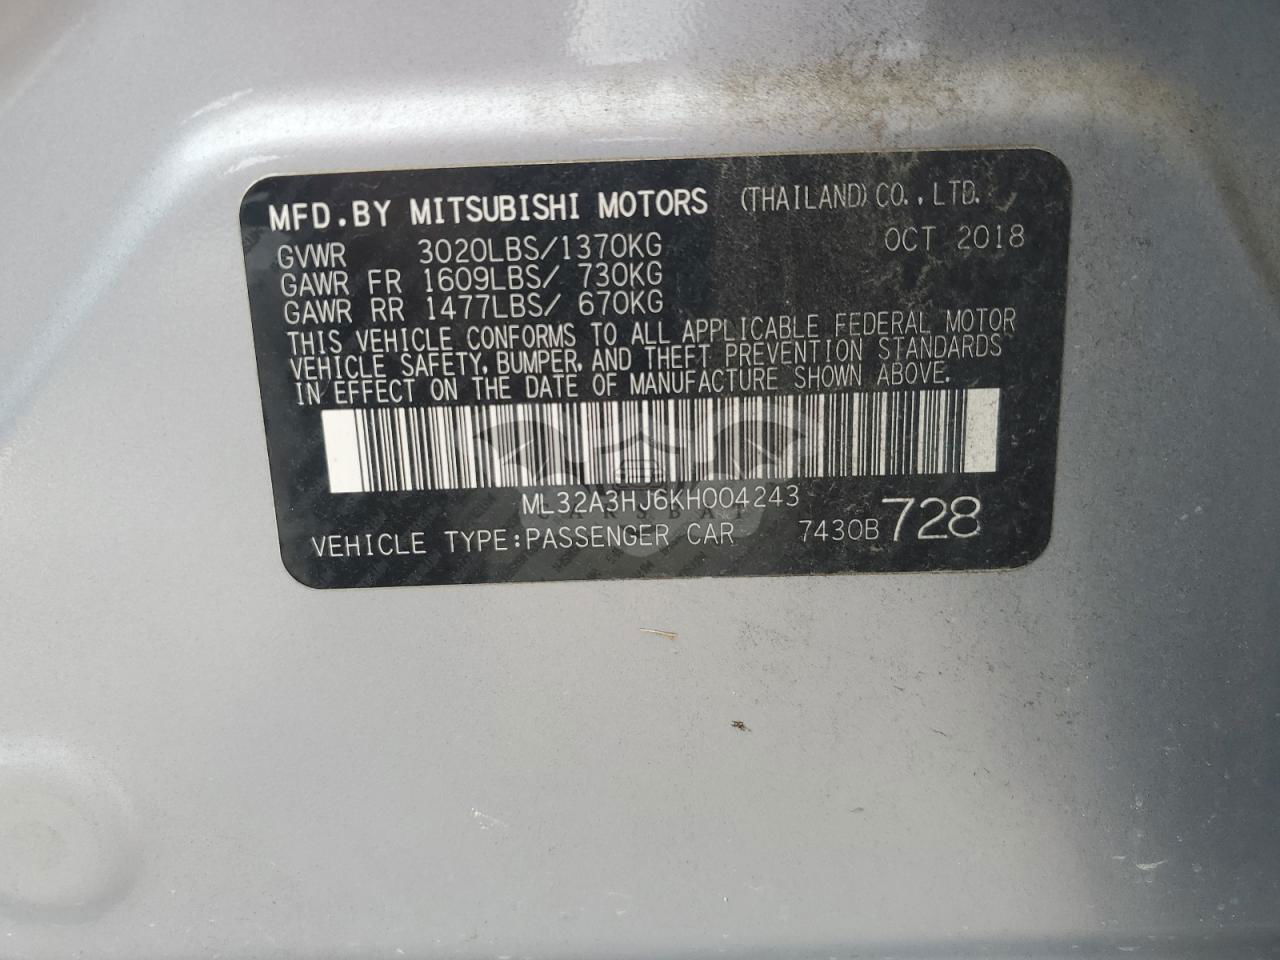 MFD.BY MITSUBISHI MOTORS (THAILAND) CO., LTD.
GVWR 3020LBS/1370KG OCT 2018
GAWR FR 1609LBS/ 730KG
GAWR RR 1477LBS/ 670KG
THIS VEHICLE CONFORMS TO ALL APPLICABLE FEDERAL MOTOR
VEHICLE SAFETY, BUMPER, AND THEFT PREVENTION STANDARDS
IN EFFECT ON THE DATE OF MANUFACTURE SHOWN ABOVE.
ML32A3HJ6KH004243
CARSBAT
VEHICLE TYPE:PASSENGER CAR 7430B 728